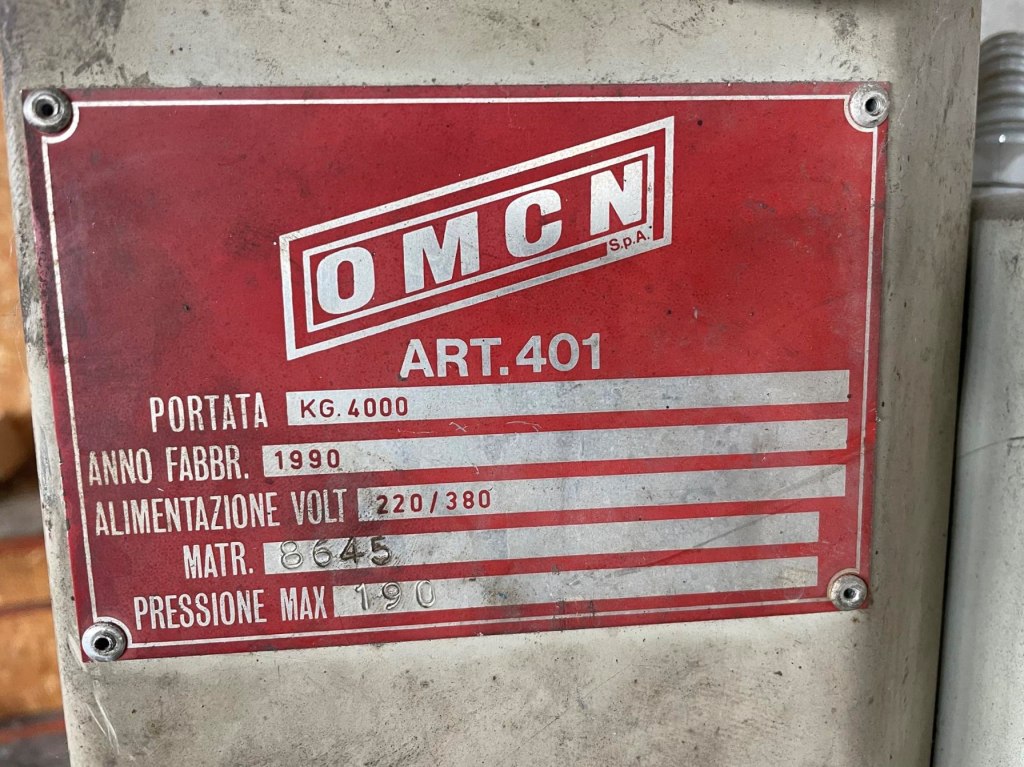 OMCN
S.p.A.
ART.401
PORTATA KG.4000
ANNO FABBR. 1990
ALIMENTAZIONE VOLT 220/380
MATR. 8645
PRESSIONE MAX 190